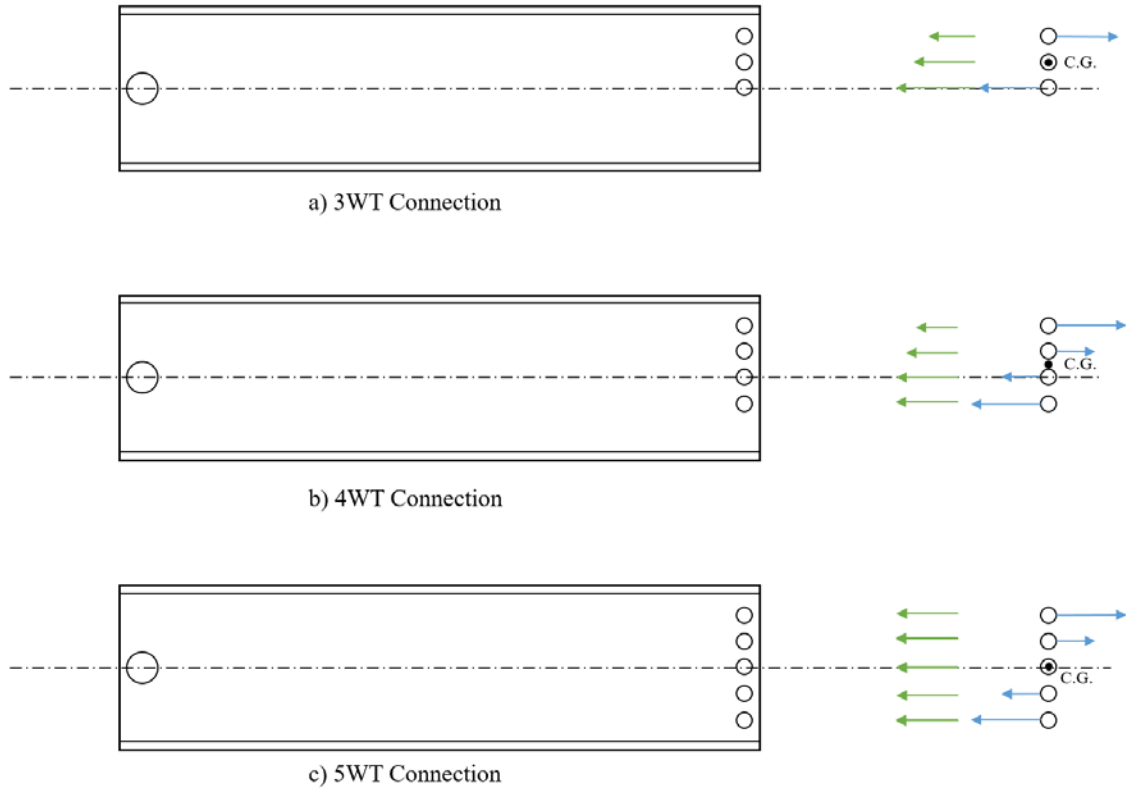 C.G.
a) 3WT Connection
C.G.
b) 4WT Connection
C.G.
c) 5WT Connection